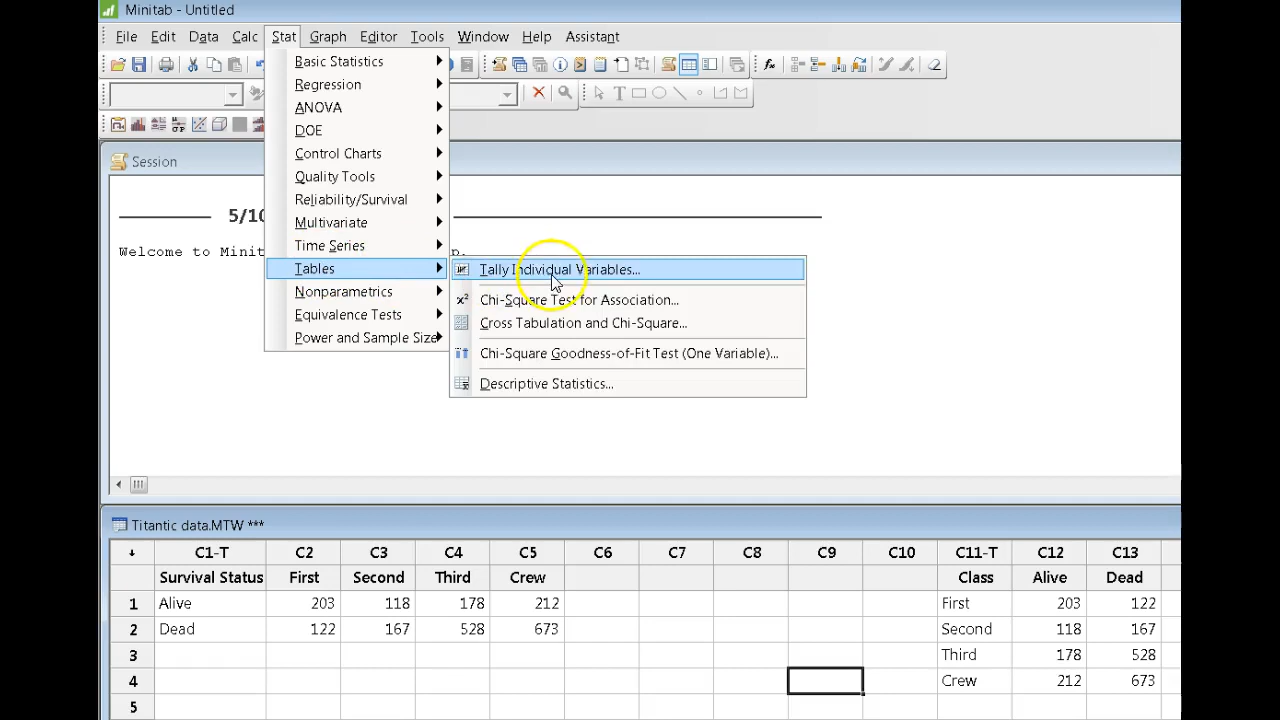 Minitab - Untitled
File Edit Data Calc Stat Graph Editor Tools Window Help Assistant
Basic Statistics
Regression
ANOVA
DOE
Control Charts
Quality Tools
Reliability/Survival
Multivariate
Time Series
Tables
Nonparametrics
Equivalence Tests
Power and Sample Size
Tally Individual Variables...
Chi-Square Test for Association...
Cross Tabulation and Chi-Square...
Chi-Square Goodness-of-Fit Test (One Variable)...
Descriptive Statistics...
Session
5/10
Welcome to Minit p.
Titantic data.MTW ***
C1-T C2 C3 C4 C5 C6 C7 C8 C9 C10 C11-T C12 C13
Survival Status First Second Third Crew Class Alive Dead
1 Alive 203 118 178 212 First 203 122
2 Dead 122 167 528 673 Second 118 167
3 Third 178 528
4 Crew 212 673
5